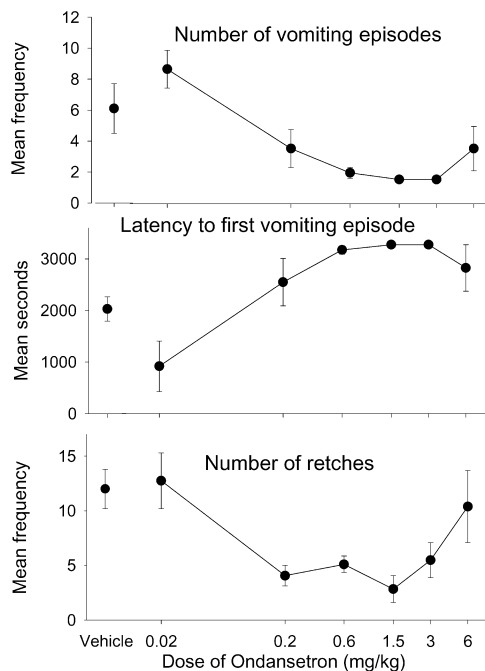 Number of vomiting episodes
Mean frequency
12
10
8
6
4
2
0
Latency to first vomiting episode
Mean seconds
3000
2000
1000
0
Number of retches
Mean frequency
15
10
5
0
Vehicle 0.02 0.2 0.6 1.5 3 6
Dose of Ondansetron (mg/kg)